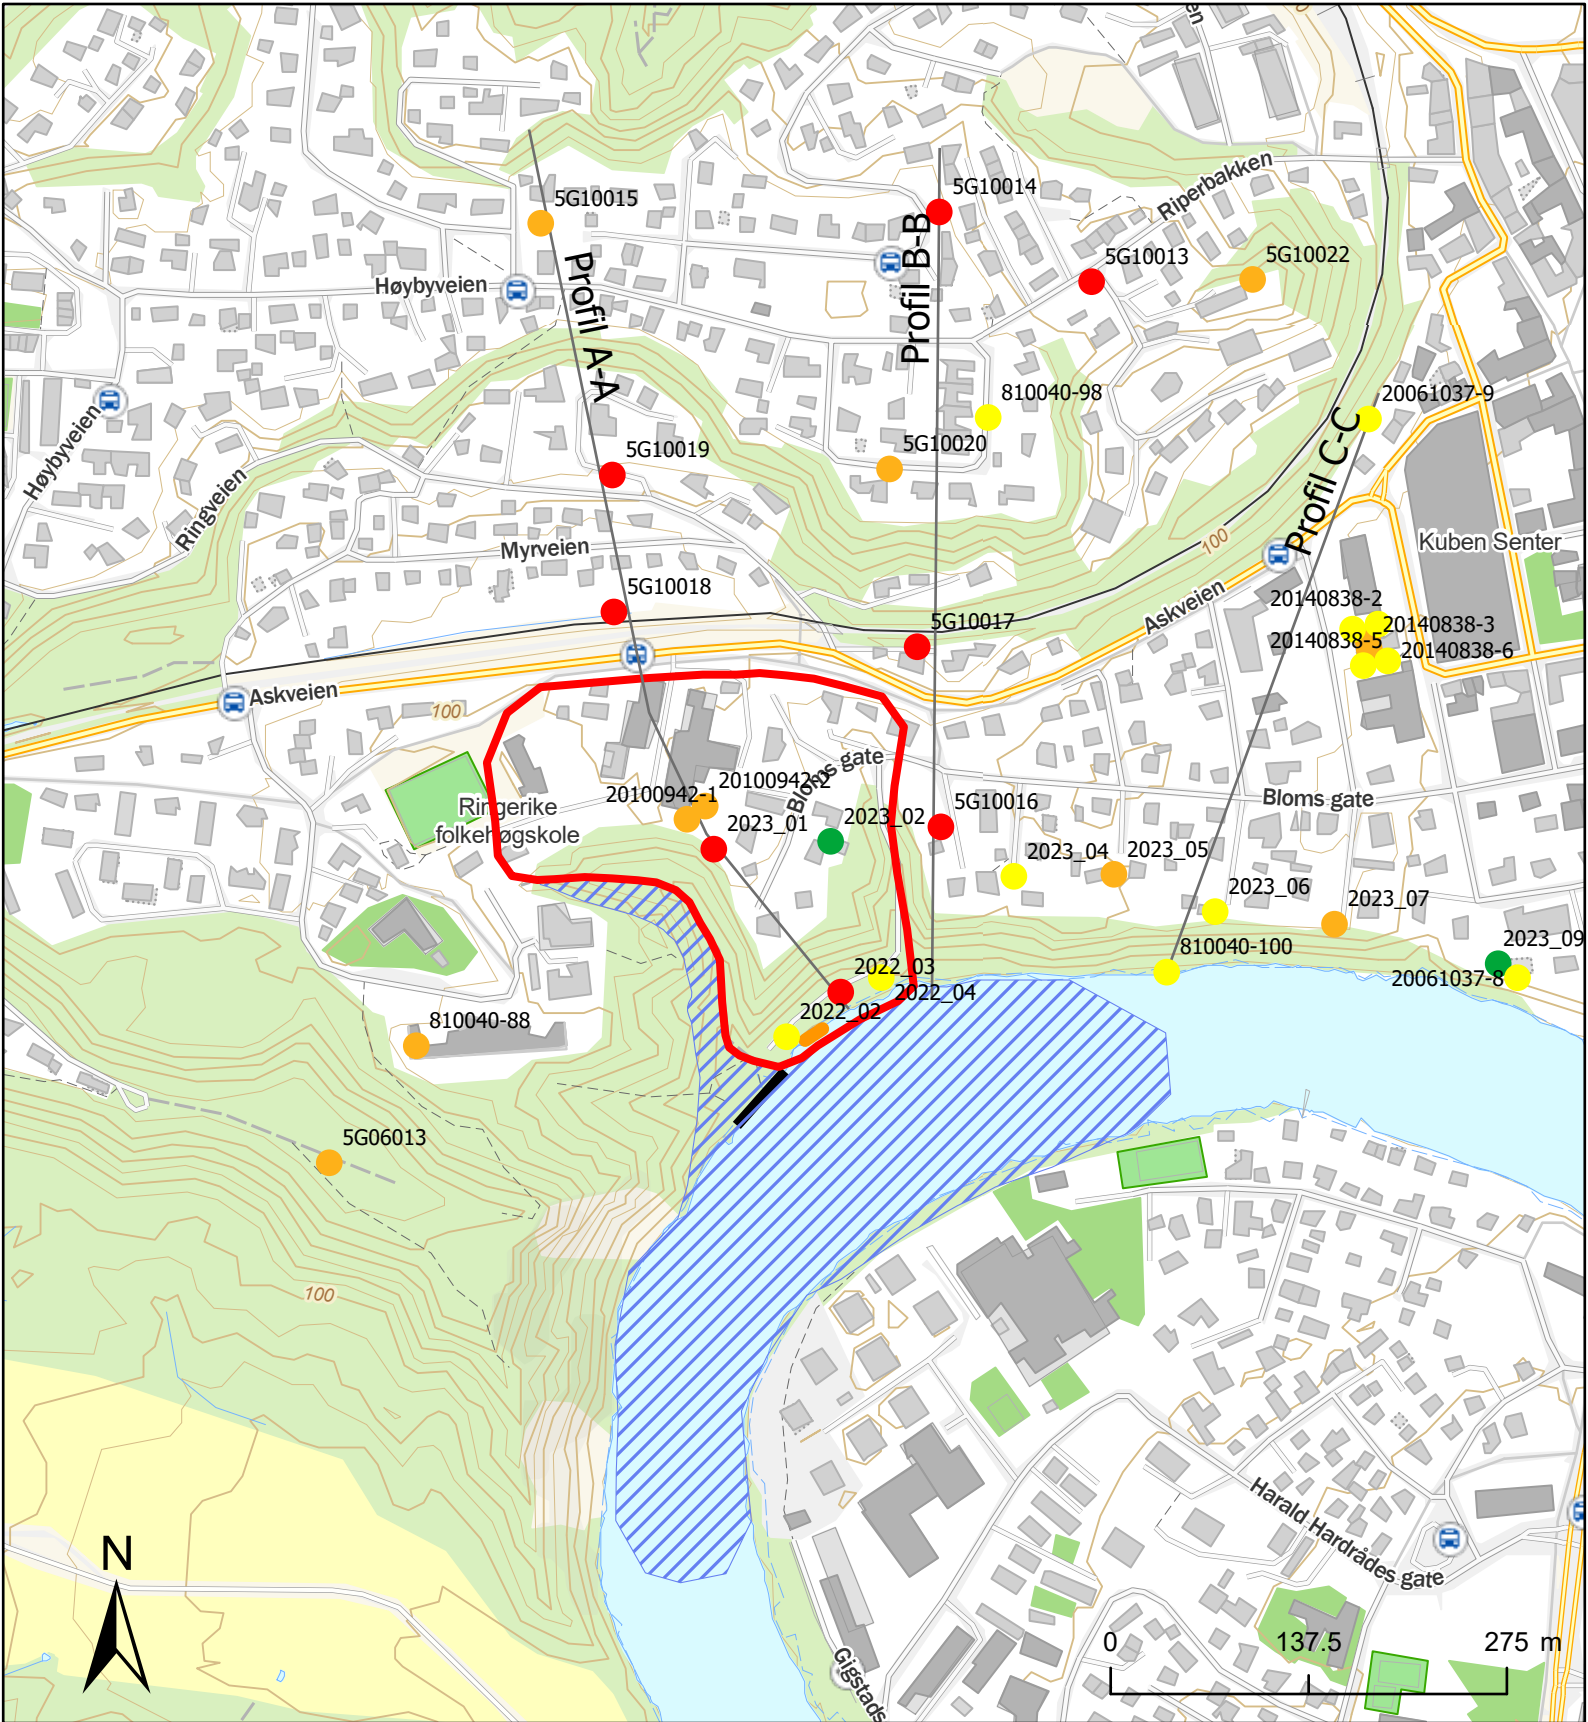 en
0
5G10015
5G10014
Riperbakken
5G10013
5G10022
Høybyveien
Profil A-A
Profil B-B
Høybyveien
810040-98
20061037-9
5G10020
5G10019
Ringveien
Profil C-C
100
Kuben Senter
Myrveien
5G10018
5G10017
Askveien
20140838-2
20140838-3
20140838-5
20140838-6
Askveien
100
Bloms gate
20100942-2
20100942-1
Bloms gate
Ringerike
folkehøgskole
2023_01
2023_02
5G10016
2023_04
2023_05
2023_06
2023_07
2023_09
810040-100
20061037-8
2022_03
2022_04
2022_02
810040-88
5G06013
100
Harald Hardrådes gate
N
0
137.5
275 m
Gigstads